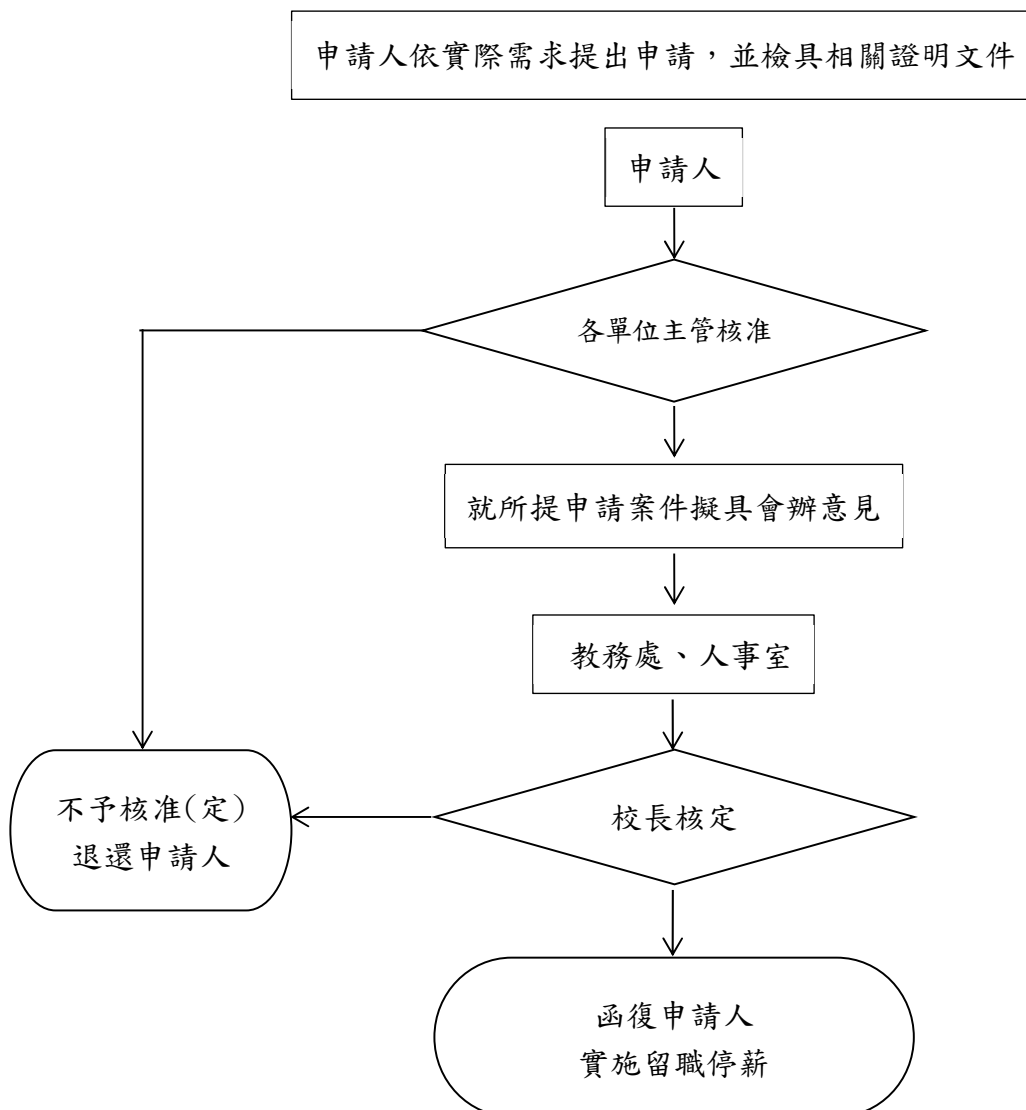 申請人依實際需求提出申請，並檢具相關證明文件
申請人
各單位主管核准
就所提申請案件擬具會辦意見
教務處、人事室
不予核准(定)
退還申請人
校長核定
函復申請人
實施留職停薪